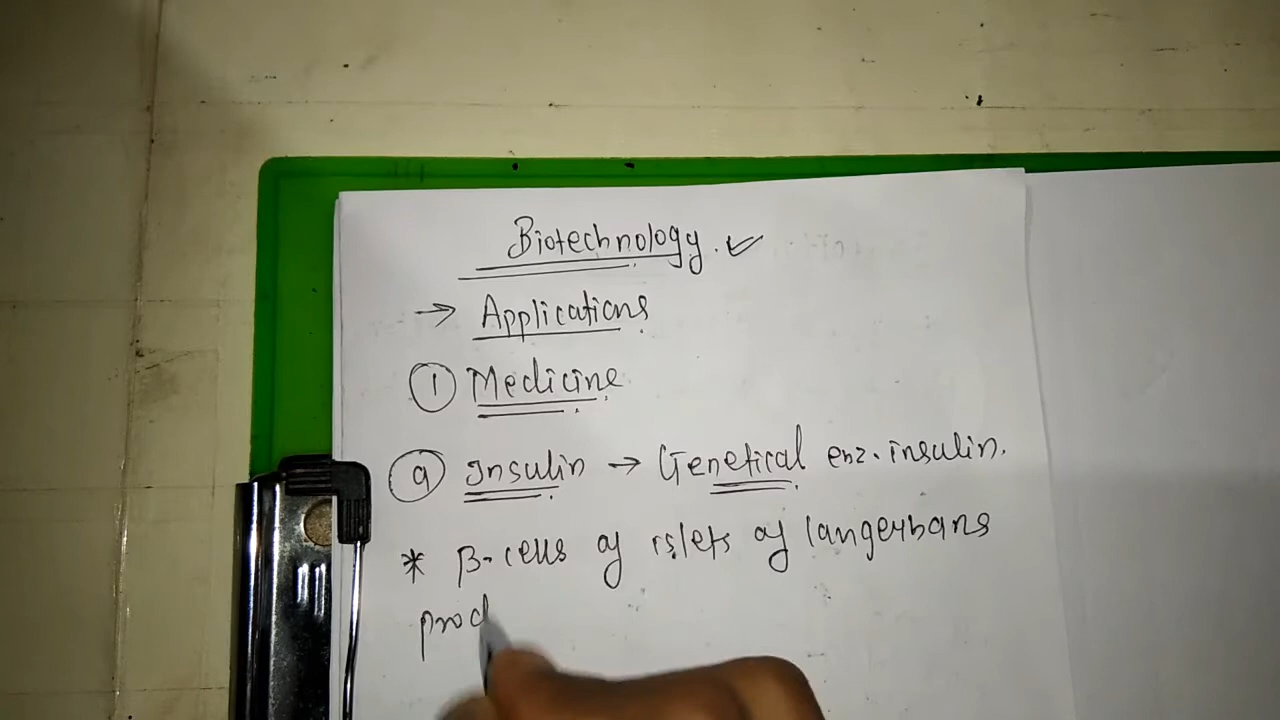 Biotechnology.
→ Applications
① Medicine
ⓐ Insulin → Genetical enz. insulin.
* β-cells of islets of langerhans
prod